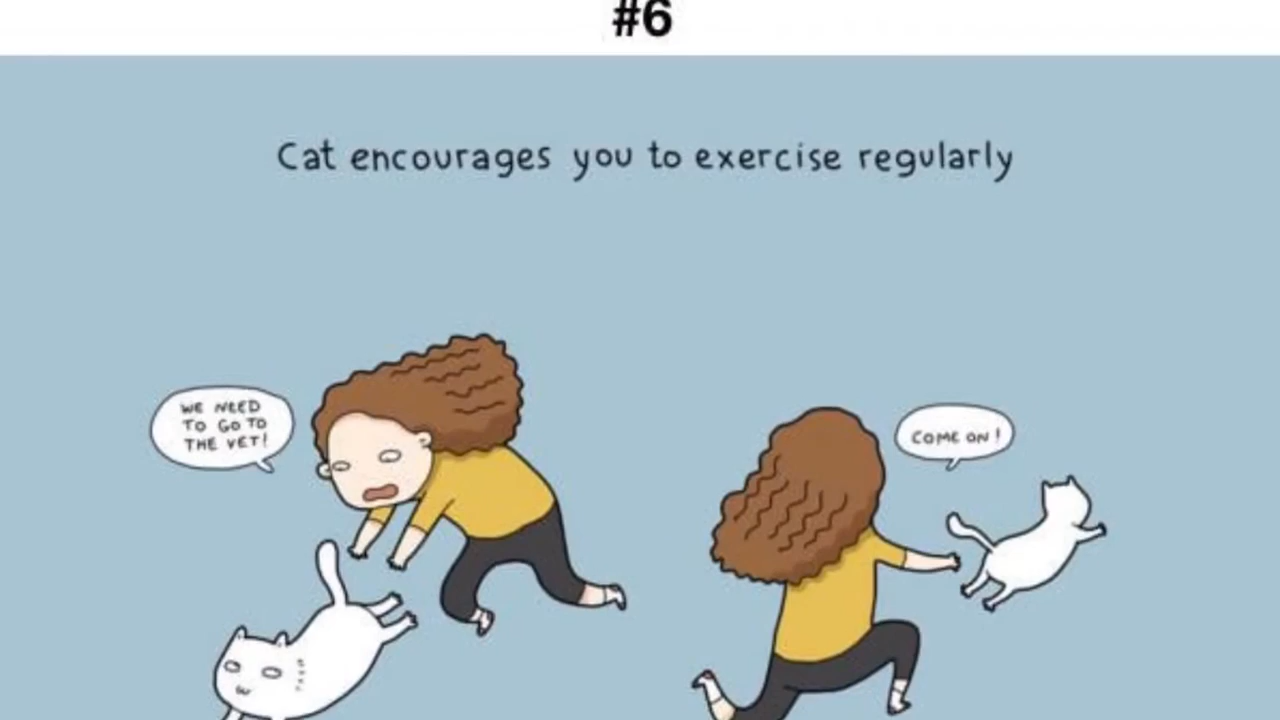 #6
Cat encourages you to exercise regularly
WE NEED
TO GO TO
THE VET!
COME ON!